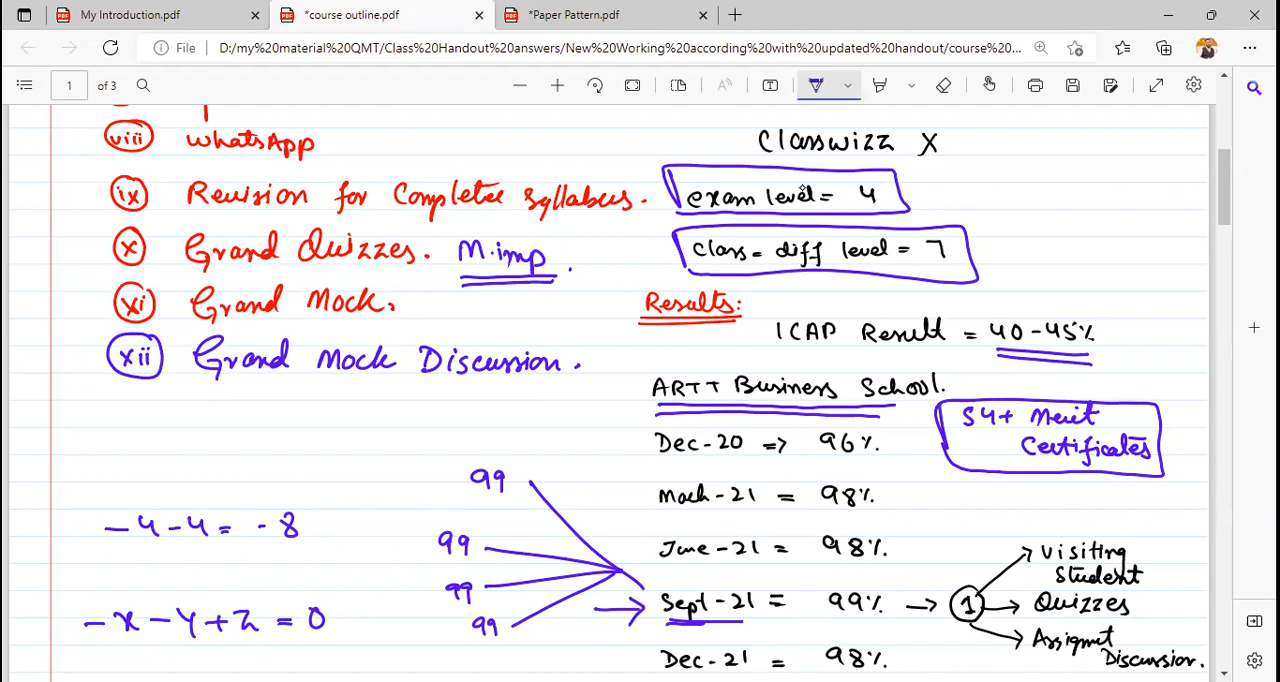 My Introduction.pdf
*course outline.pdf
*Paper Pattern.pdf
File
D:/my%20material%20QMT/Class%20Handout%20answers/New%20Working%20according%20with%20updated%20handout/course%20...
1 of 3
viii WhatsApp
ix Revision for Complete Syllabus.
x Grand Quizzes. M.imp.
xi Grand Mock.
xii Grand Mock Discussion.
Classwizz X
exam level = 4
Class = diff level = 7
Results:
ICAP Result = 40-45%
ARTT Business School.
54+ Merit
Certificates
Dec-20 => 96%.
Mach-21 = 98%.
June-21 = 98%.
Sept-21 = 99% → 1
Visiting
Student
Quizzes
Assigmet
Discussion.
Dec-21 = 98%.
99
99
99
99
-4-4 = -8
-x-y+z = 0